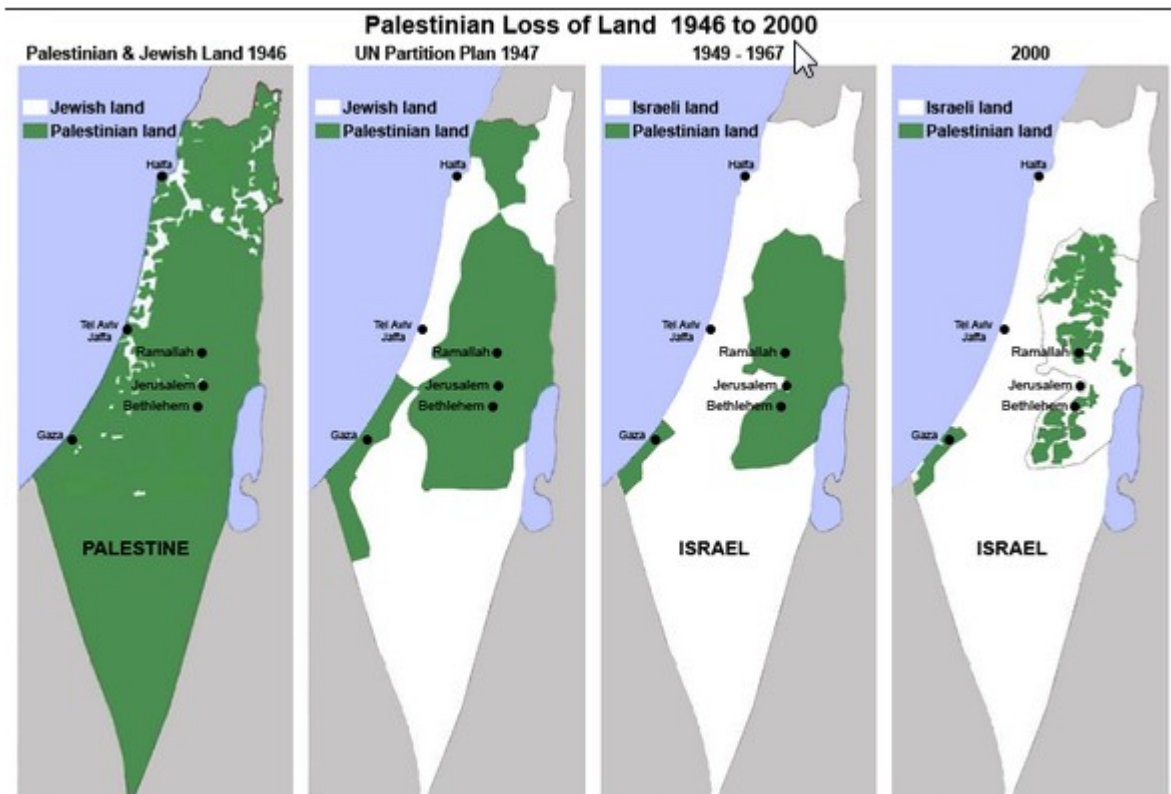 Palestinian Loss of Land 1946 to 2000
Palestinian & Jewish Land 1946
Jewish land
Palestinian land
Haifa
Tel Aviv
Jaffa
Ramallah
Jerusalem
Bethlehem
Gaza
PALESTINE
UN Partition Plan 1947
Jewish land
Palestinian land
Haifa
Tel Aviv
Jaffa
Ramallah
Jerusalem
Bethlehem
Gaza
1949 - 1967
Israeli land
Palestinian land
Haifa
Tel Aviv
Jaffa
Ramallah
Jerusalem
Bethlehem
Gaza
ISRAEL
2000
Israeli land
Palestinian land
Haifa
Tel Aviv
Jaffa
Ramallah
Jerusalem
Bethlehem
Gaza
ISRAEL